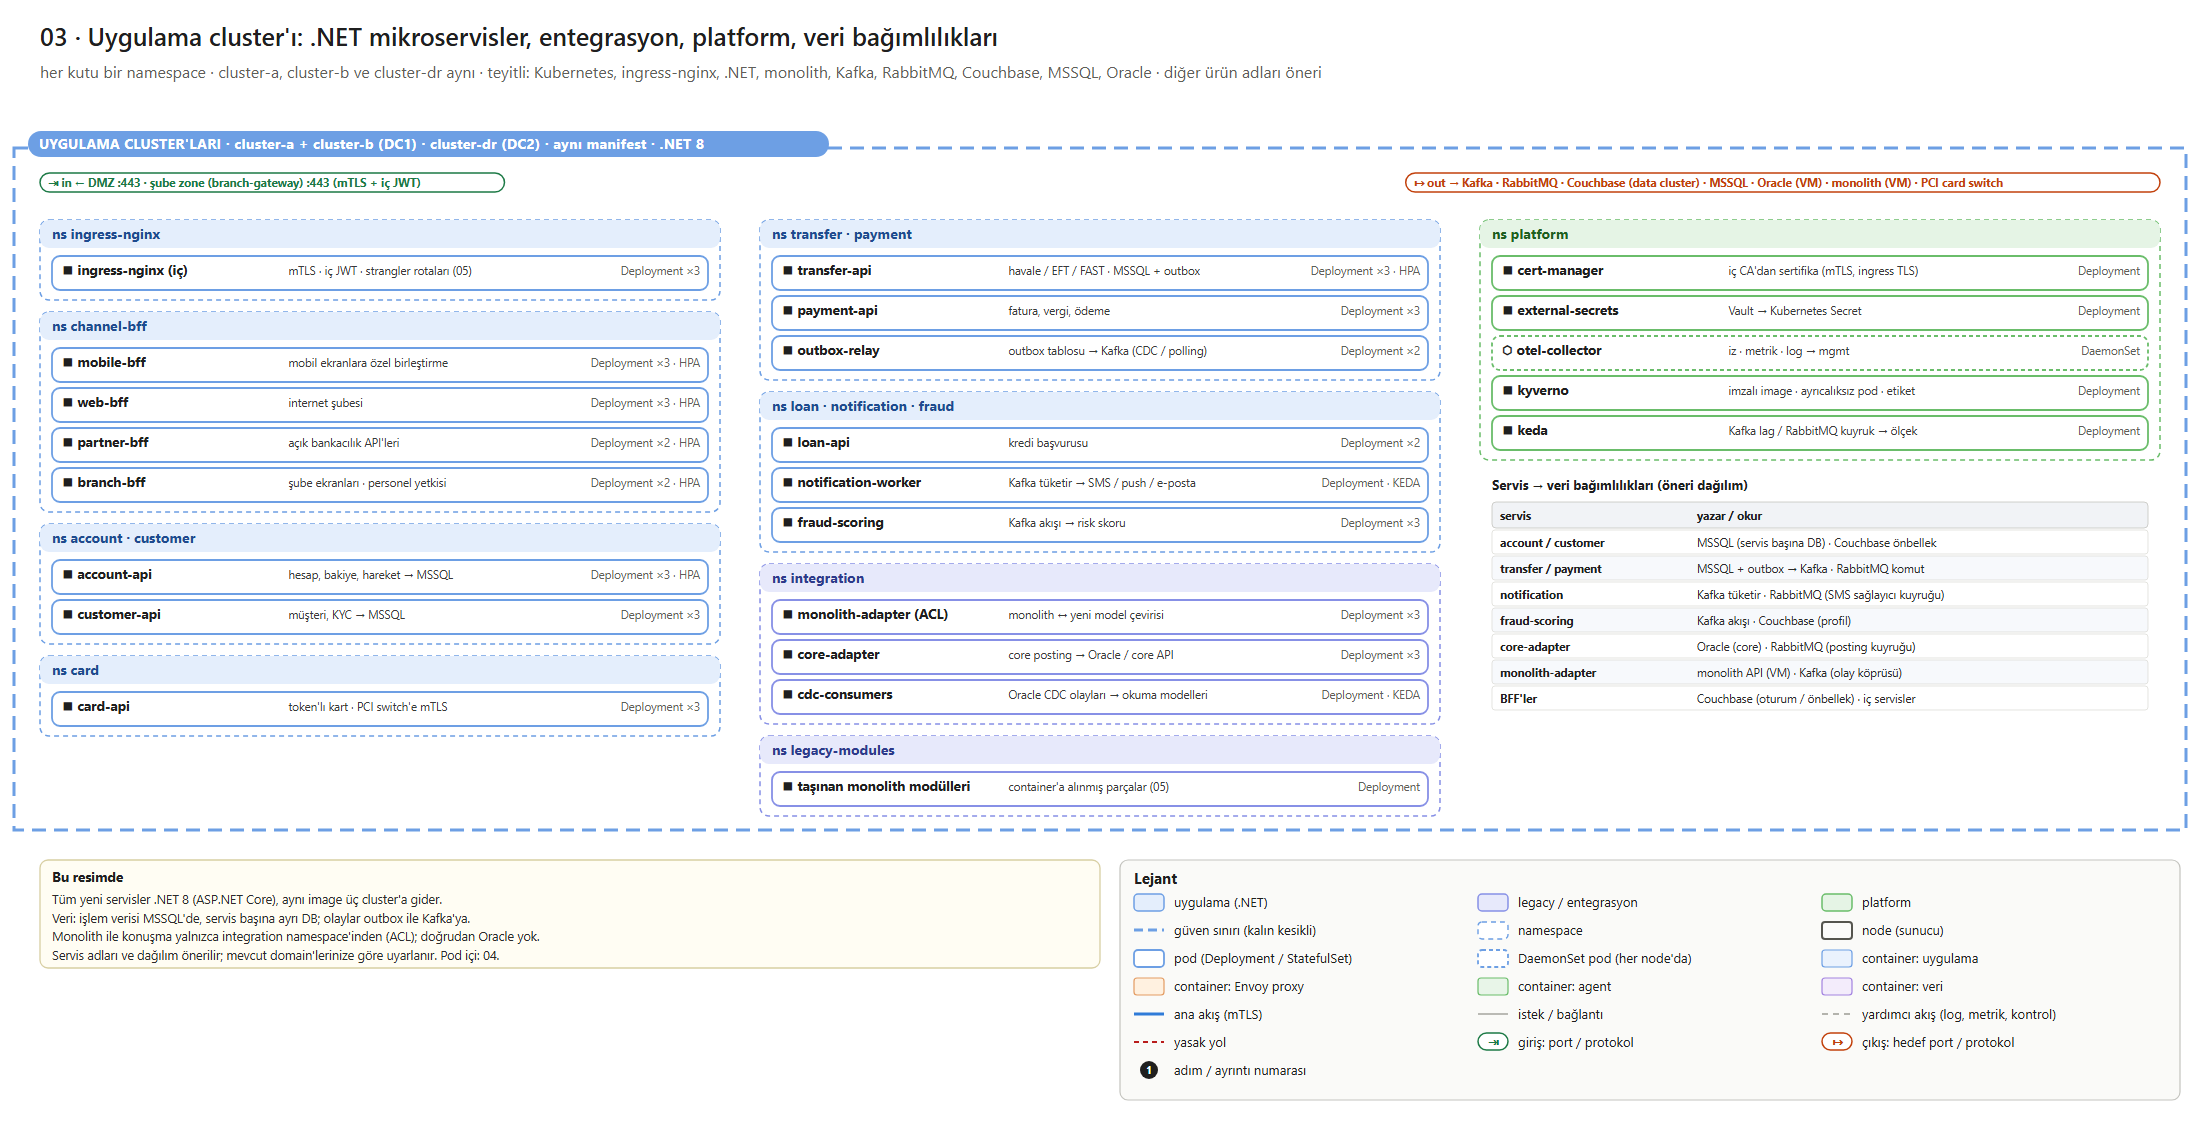 03 · Uygulama cluster'ı: .NET mikroservisler, entegrasyon, platform, veri bağımlılıkları
her kutu bir namespace · cluster-a, cluster-b ve cluster-dr aynı · teyitli: Kubernetes, ingress-nginx, .NET, monolith, Kafka, RabbitMQ, Couchbase, MSSQL, Oracle · diğer ürün adları öneri
UYGULAMA CLUSTER'LARI · cluster-a + cluster-b (DC1) · cluster-dr (DC2) · aynı manifest · .NET 8
⇥ in ← DMZ :443 · şube zone (branch-gateway) :443 (mTLS + iç JWT)
↦ out → Kafka · RabbitMQ · Couchbase (data cluster) · MSSQL · Oracle (VM) · monolith (VM) · PCI card switch
ns ingress-nginx
■ ingress-nginx (iç) mTLS · iç JWT · strangler rotaları (05) Deployment ×3
ns channel-bff
■ mobile-bff mobil ekranlara özel birleştirme Deployment ×3 · HPA
■ web-bff internet şubesi Deployment ×3 · HPA
■ partner-bff açık bankacılık API'leri Deployment ×2 · HPA
■ branch-bff şube ekranları · personel yetkisi Deployment ×2 · HPA
ns account · customer
■ account-api hesap, bakiye, hareket → MSSQL Deployment ×3 · HPA
■ customer-api müşteri, KYC → MSSQL Deployment ×3
ns card
■ card-api token'lı kart · PCI switch'e mTLS Deployment ×3
ns transfer · payment
■ transfer-api havale / EFT / FAST · MSSQL + outbox Deployment ×3 · HPA
■ payment-api fatura, vergi, ödeme Deployment ×3
■ outbox-relay outbox tablosu → Kafka (CDC / polling) Deployment ×2
ns loan · notification · fraud
■ loan-api kredi başvurusu Deployment ×2
■ notification-worker Kafka tüketir → SMS / push / e-posta Deployment · KEDA
■ fraud-scoring Kafka akışı → risk skoru Deployment ×3
ns integration
■ monolith-adapter (ACL) monolith ↔ yeni model çevirisi Deployment ×3
■ core-adapter core posting → Oracle / core API Deployment ×3
■ cdc-consumers Oracle CDC olayları → okuma modelleri Deployment · KEDA
ns legacy-modules
■ taşınan monolith modülleri container'a alınmış parçalar (05) Deployment
ns platform
■ cert-manager iç CA'dan sertifika (mTLS, ingress TLS) Deployment
■ external-secrets Vault → Kubernetes Secret Deployment
⬡ otel-collector iz · metrik · log → mgmt DaemonSet
■ kyverno imzalı image · ayrıcalıksız pod · etiket Deployment
■ keda Kafka lag / RabbitMQ kuyruk → ölçek Deployment
Servis → veri bağımlılıkları (öneri dağılım)
servis yazar / okur
account / customer MSSQL (servis başına DB) · Couchbase önbellek
transfer / payment MSSQL + outbox → Kafka · RabbitMQ komut
notification Kafka tüketir · RabbitMQ (SMS sağlayıcı kuyruğu)
fraud-scoring Kafka akışı · Couchbase (profil)
core-adapter Oracle (core) · RabbitMQ (posting kuyruğu)
monolith-adapter monolith API (VM) · Kafka (olay köprüsü)
BFF'ler Couchbase (oturum / önbellek) · iç servisler
Bu resimde
Tüm yeni servisler .NET 8 (ASP.NET Core), aynı image üç cluster'a gider.
Veri: işlem verisi MSSQL'de, servis başına ayrı DB; olaylar outbox ile Kafka'ya.
Monolith ile konuşma yalnızca integration namespace'inden (ACL); doğrudan Oracle yok.
Servis adları ve dağılım önerilir; mevcut domain'lerinize göre uyarlanır. Pod içi: 04.
Lejant
uygulama (.NET) legacy / entegrasyon platform
güven sınırı (kalın kesikli) namespace node (sunucu)
pod (Deployment / StatefulSet) DaemonSet pod (her node'da) container: uygulama
container: Envoy proxy container: agent container: veri
ana akış (mTLS) istek / bağlantı yardımcı akış (log, metrik, kontrol)
yasak yol ⇥ giriş: port / protokol ↦ çıkış: hedef port / protokol
1 adım / ayrıntı numarası